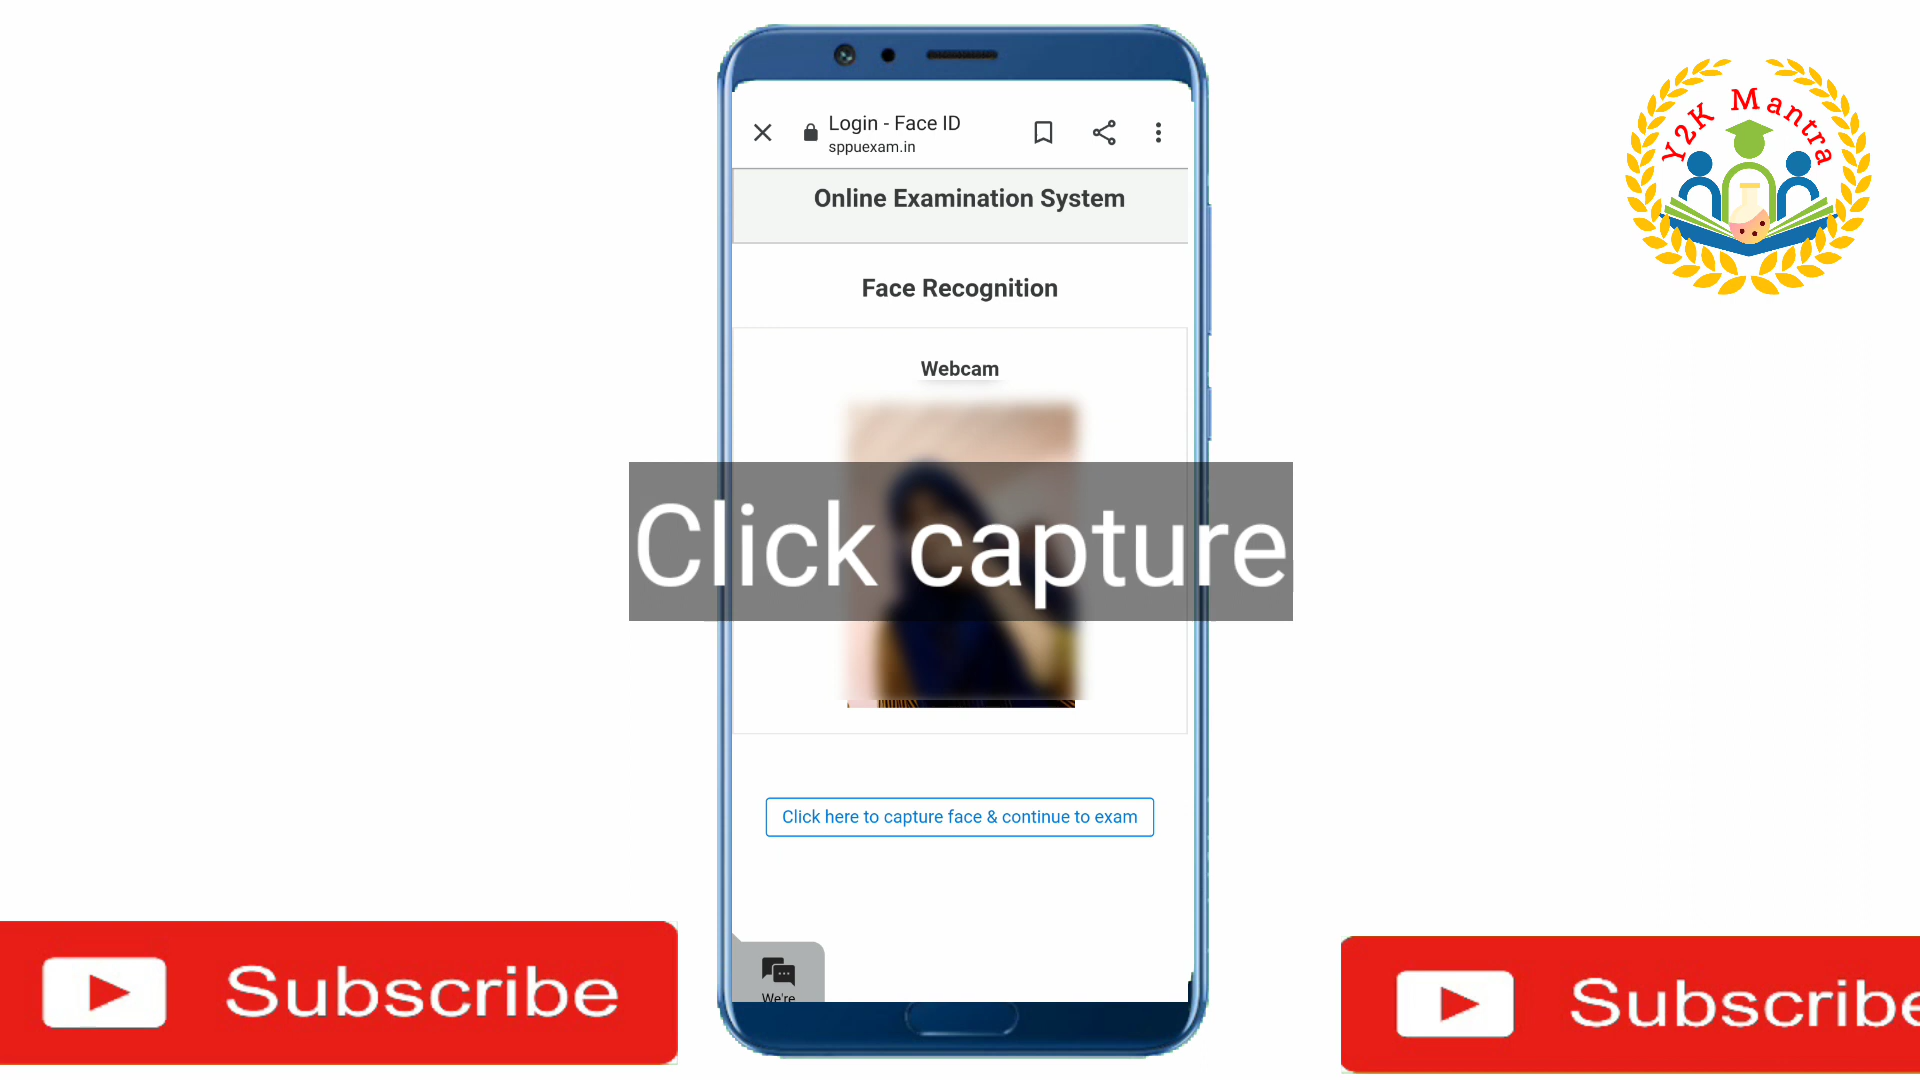 Y2K Mantra
Login - Face ID
sppuexam.in
Online Examination System
Face Recognition
Webcam
Click capture
Click here to capture face & continue to exam
We're
Subscribe
Subscribe